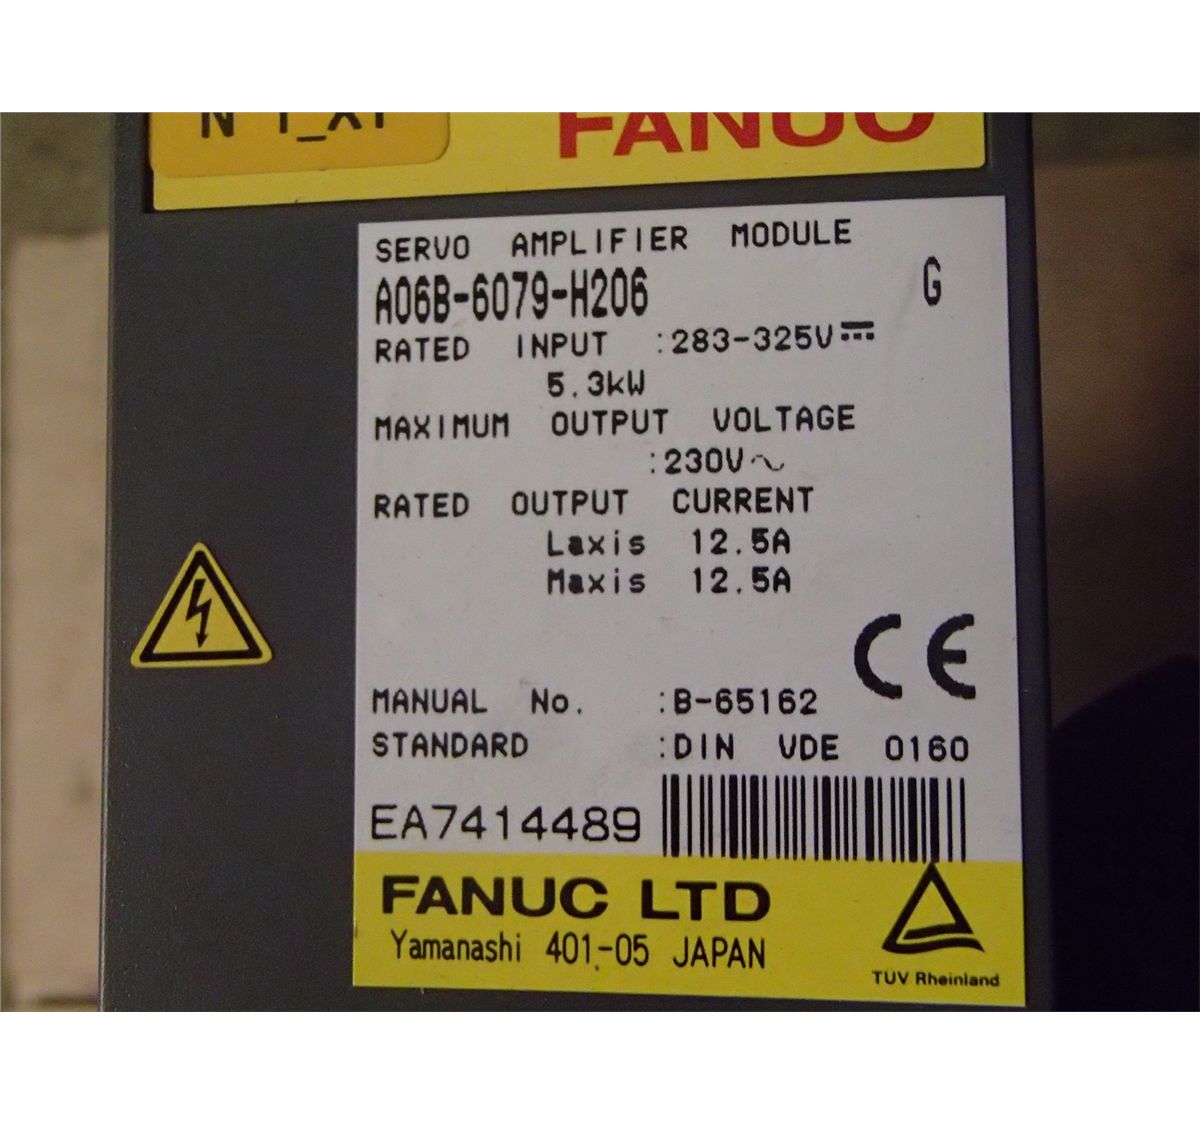 FANUC
SERVO AMPLIFIER MODULE
A06B-6079-H206 G
RATED INPUT :283-325V⎓
5.3kW
MAXIMUM OUTPUT VOLTAGE
:230V～
RATED OUTPUT CURRENT
Laxis 12.5A
Maxis 12.5A
CE
MANUAL No. :B-65162
STANDARD :DIN VDE 0160
EA7414489
FANUC LTD
Yamanashi 401-05 JAPAN
TÜV Rheinland